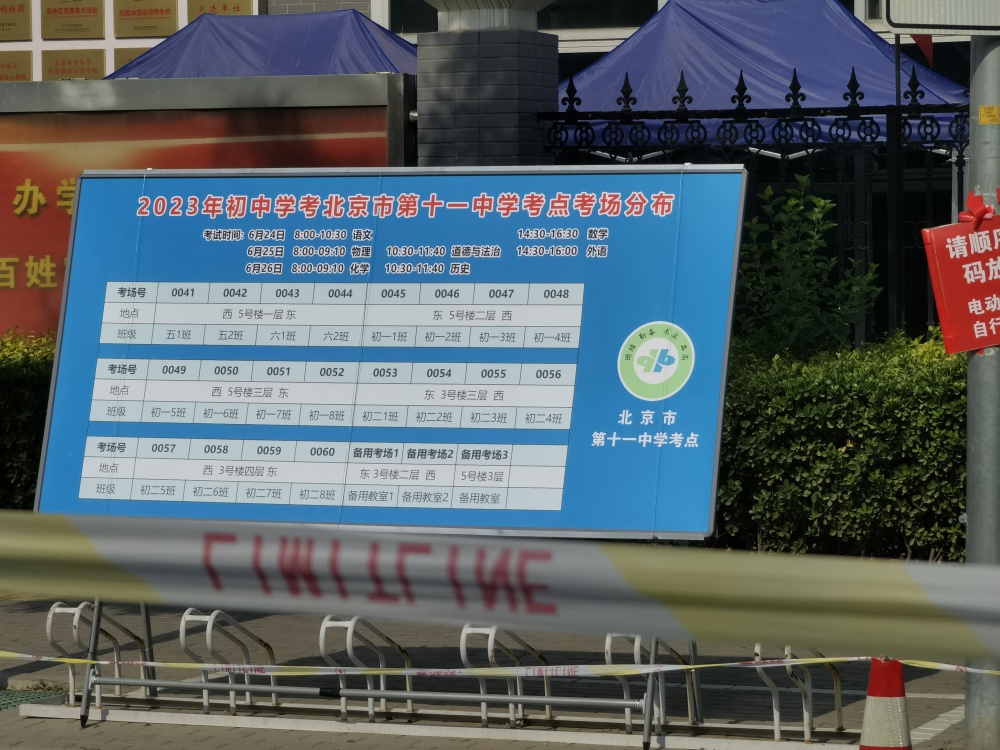 办学
百姓
2023年初中学考北京市第十一中学考点考场分布
考试时间: 6月24日 8:00-10:30 语文 14:30-16:30 数学
6月25日 8:00-09:10 物理 10:30-11:40 道德与法治 14:30-16:00 外语
6月26日 8:00-09:10 化学 10:30-11:40 历史
考场号 0041 0042 0043 0044 0045 0046 0047 0048
地点 西 5号楼一层 东 东 5号楼二层 西
班级 五1班 五2班 六1班 六2班 初一1班 初一2班 初一3班 初一4班
考场号 0049 0050 0051 0052 0053 0054 0055 0056
地点 西 5号楼三层 东 东 3号楼三层 西
班级 初一5班 初一6班 初一7班 初一8班 初二1班 初二2班 初二3班 初二4班
考场号 0057 0058 0059 0060 备用考场1 备用考场2 备用考场3
地点 西 3号楼四层 东 东 3号楼二层 西 5号楼3层
班级 初二5班 初二6班 初二7班 初二8班 备用教室1 备用教室2 备用教室
北京市
第十一中学考点
请顺
码放
电动
自行